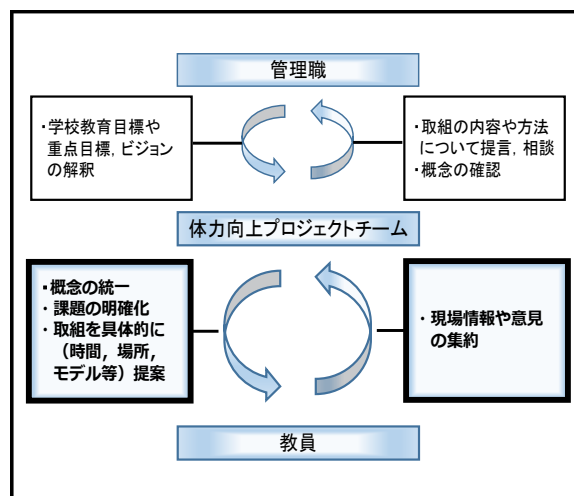 管理職
・学校教育目標や
重点目標，ビジョン
の解釈
・取組の内容や方法
について提言，相談
・概念の確認
体力向上プロジェクトチーム
・概念の統一
・課題の明確化
・取組を具体的に
（時間，場所，
モデル等）提案
・現場情報や意見
の集約
教員